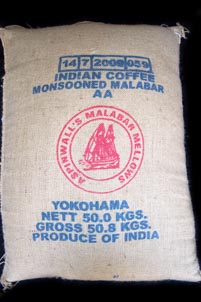 14 7 2009 059
INDIAN COFFEE
MONSOONED MALABAR
AA
ASPINWALL'S MALABAR MELLOWS
YOKOHAMA
NETT 50.0 KGS.
GROSS 50.8 KGS.
PRODUCE OF INDIA